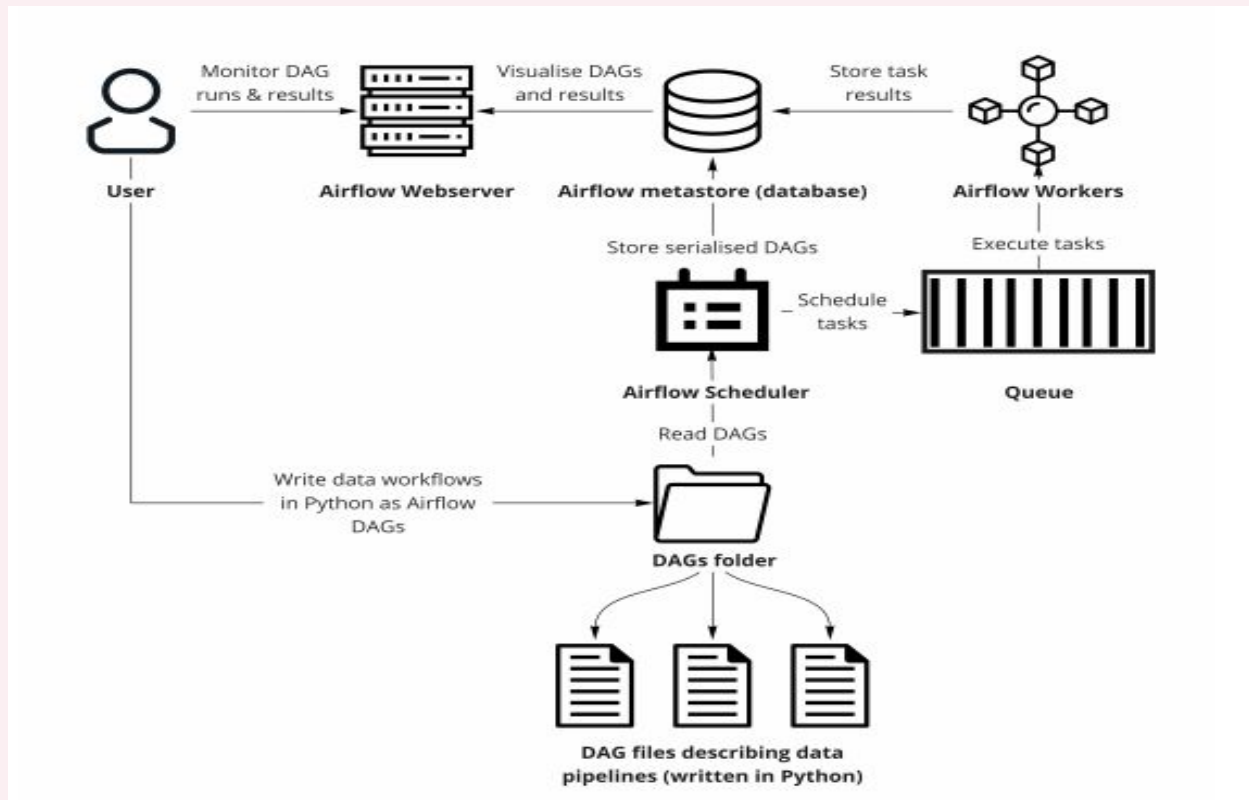 Monitor DAG
runs & results
Visualise DAGs
and results
Store task
results
User
Airflow Webserver
Airflow metastore (database)
Airflow Workers
Store serialised DAGs
Execute tasks
Schedule
tasks
Airflow Scheduler
Queue
Read DAGs
Write data workflows
in Python as Airflow
DAGs
DAGs folder
DAG files describing data
pipelines (written in Python)